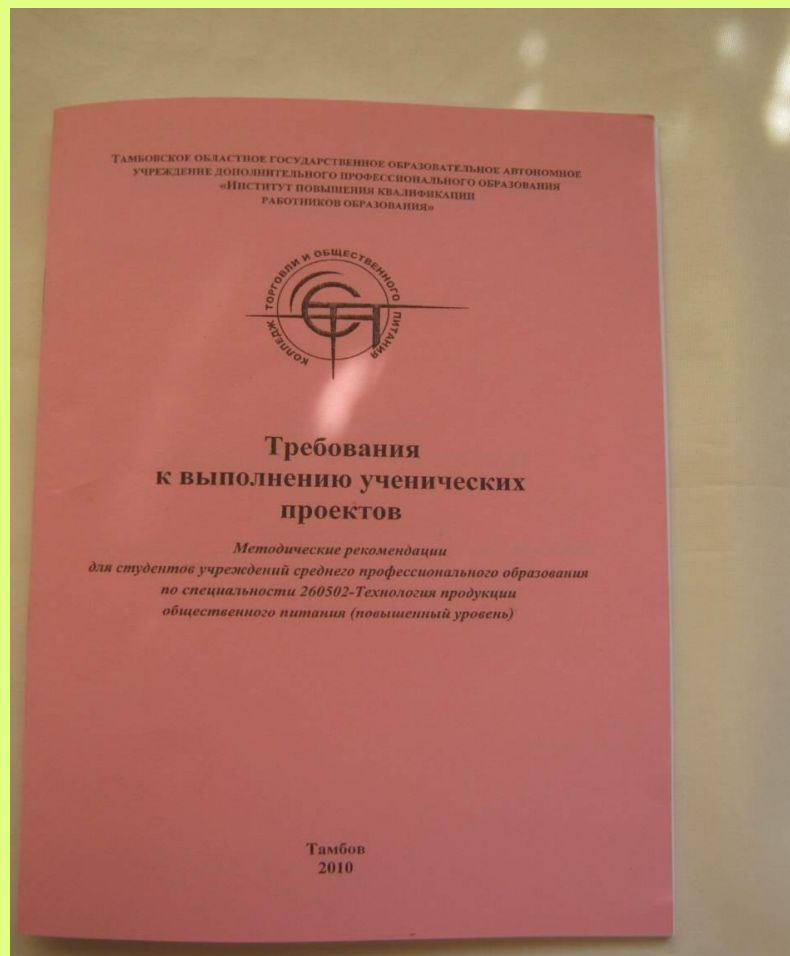 ТАМБОВСКОЕ ОБЛАСТНОЕ ГОСУДАРСТВЕННОЕ ОБРАЗОВАТЕЛЬНОЕ АВТОНОМНОЕ
УЧРЕЖДЕНИЕ ДОПОЛНИТЕЛЬНОГО ПРОФЕССИОНАЛЬНОГО ОБРАЗОВАНИЯ
«ИНСТИТУТ ПОВЫШЕНИЯ КВАЛИФИКАЦИИ
РАБОТНИКОВ ОБРАЗОВАНИЯ»
КОЛЛЕДЖ ТОРГОВЛИ И ОБЩЕСТВЕННОГО ПИТАНИЯ
Требования
к выполнению ученических
проектов
Методические рекомендации
для студентов учреждений среднего профессионального образования
по специальности 260502-Технология продукции
общественного питания (повышенный уровень)
Тамбов
2010